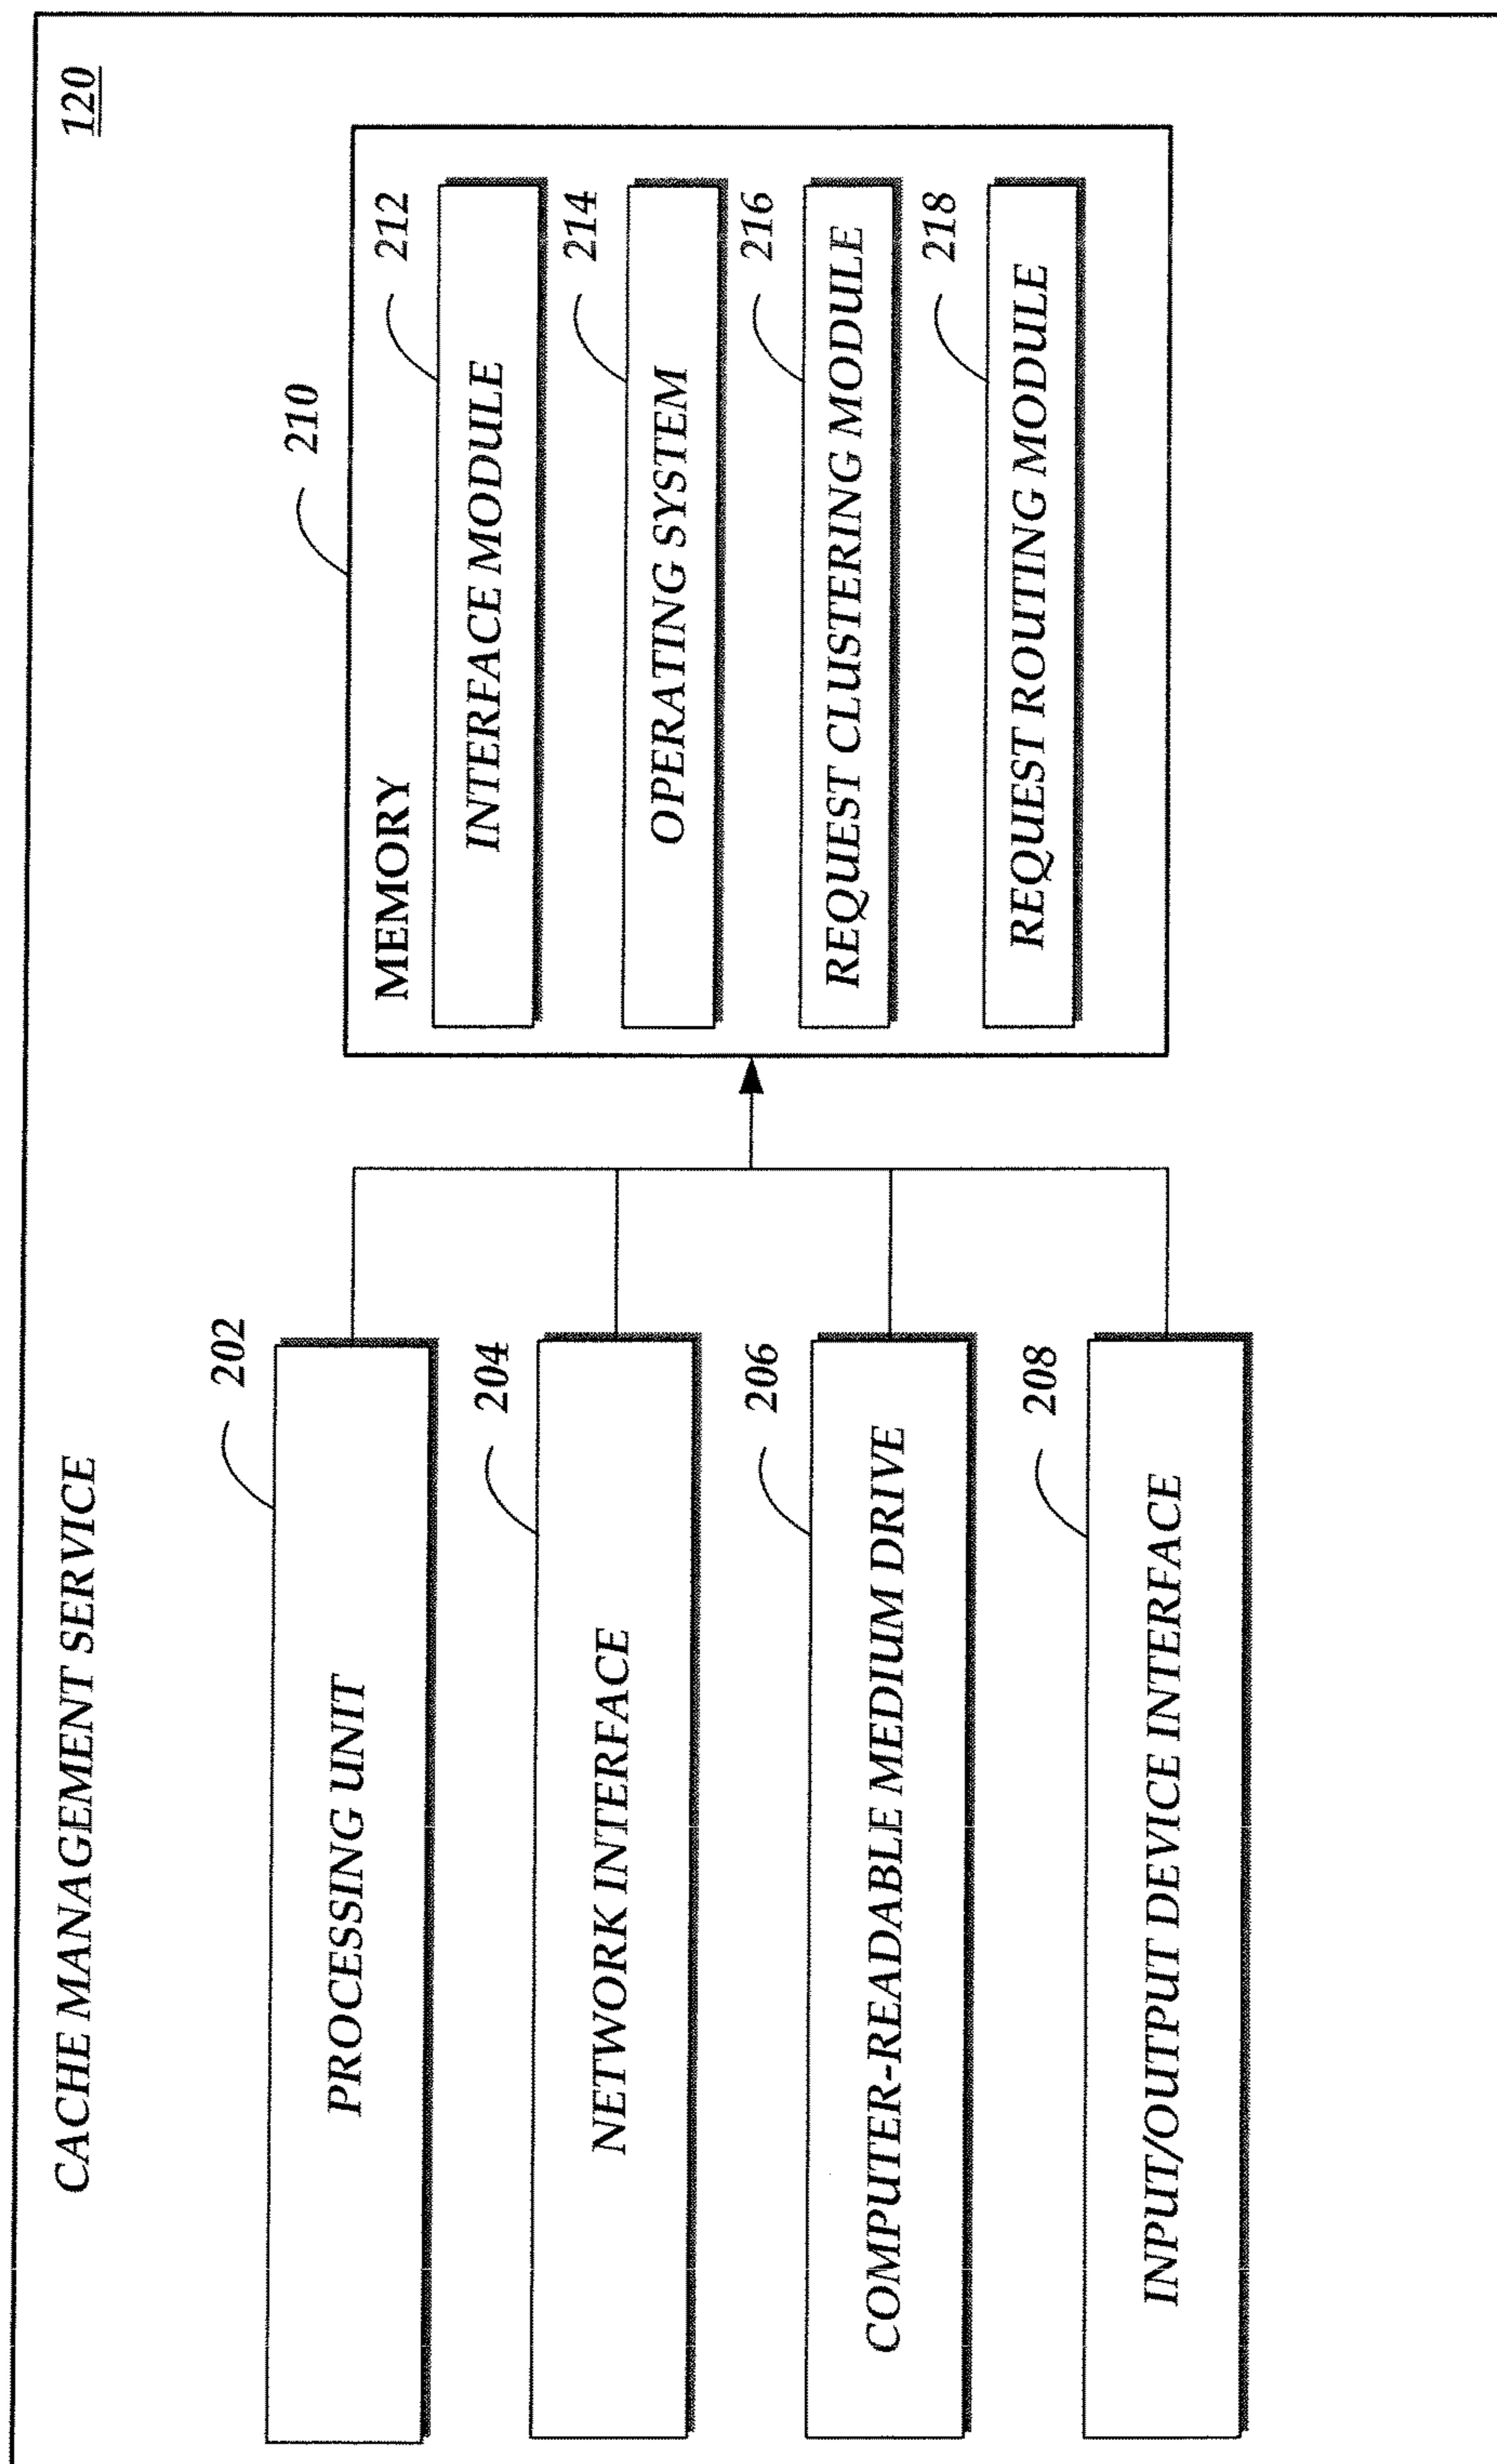 CACHE MANAGEMENT SERVICE
120
202
PROCESSING UNIT
204
NETWORK INTERFACE
206
COMPUTER-READABLE MEDIUM DRIVE
208
INPUT/OUTPUT DEVICE INTERFACE
210
MEMORY
212
INTERFACE MODULE
214
OPERATING SYSTEM
216
REQUEST CLUSTERING MODULE
218
REQUEST ROUTING MODULE